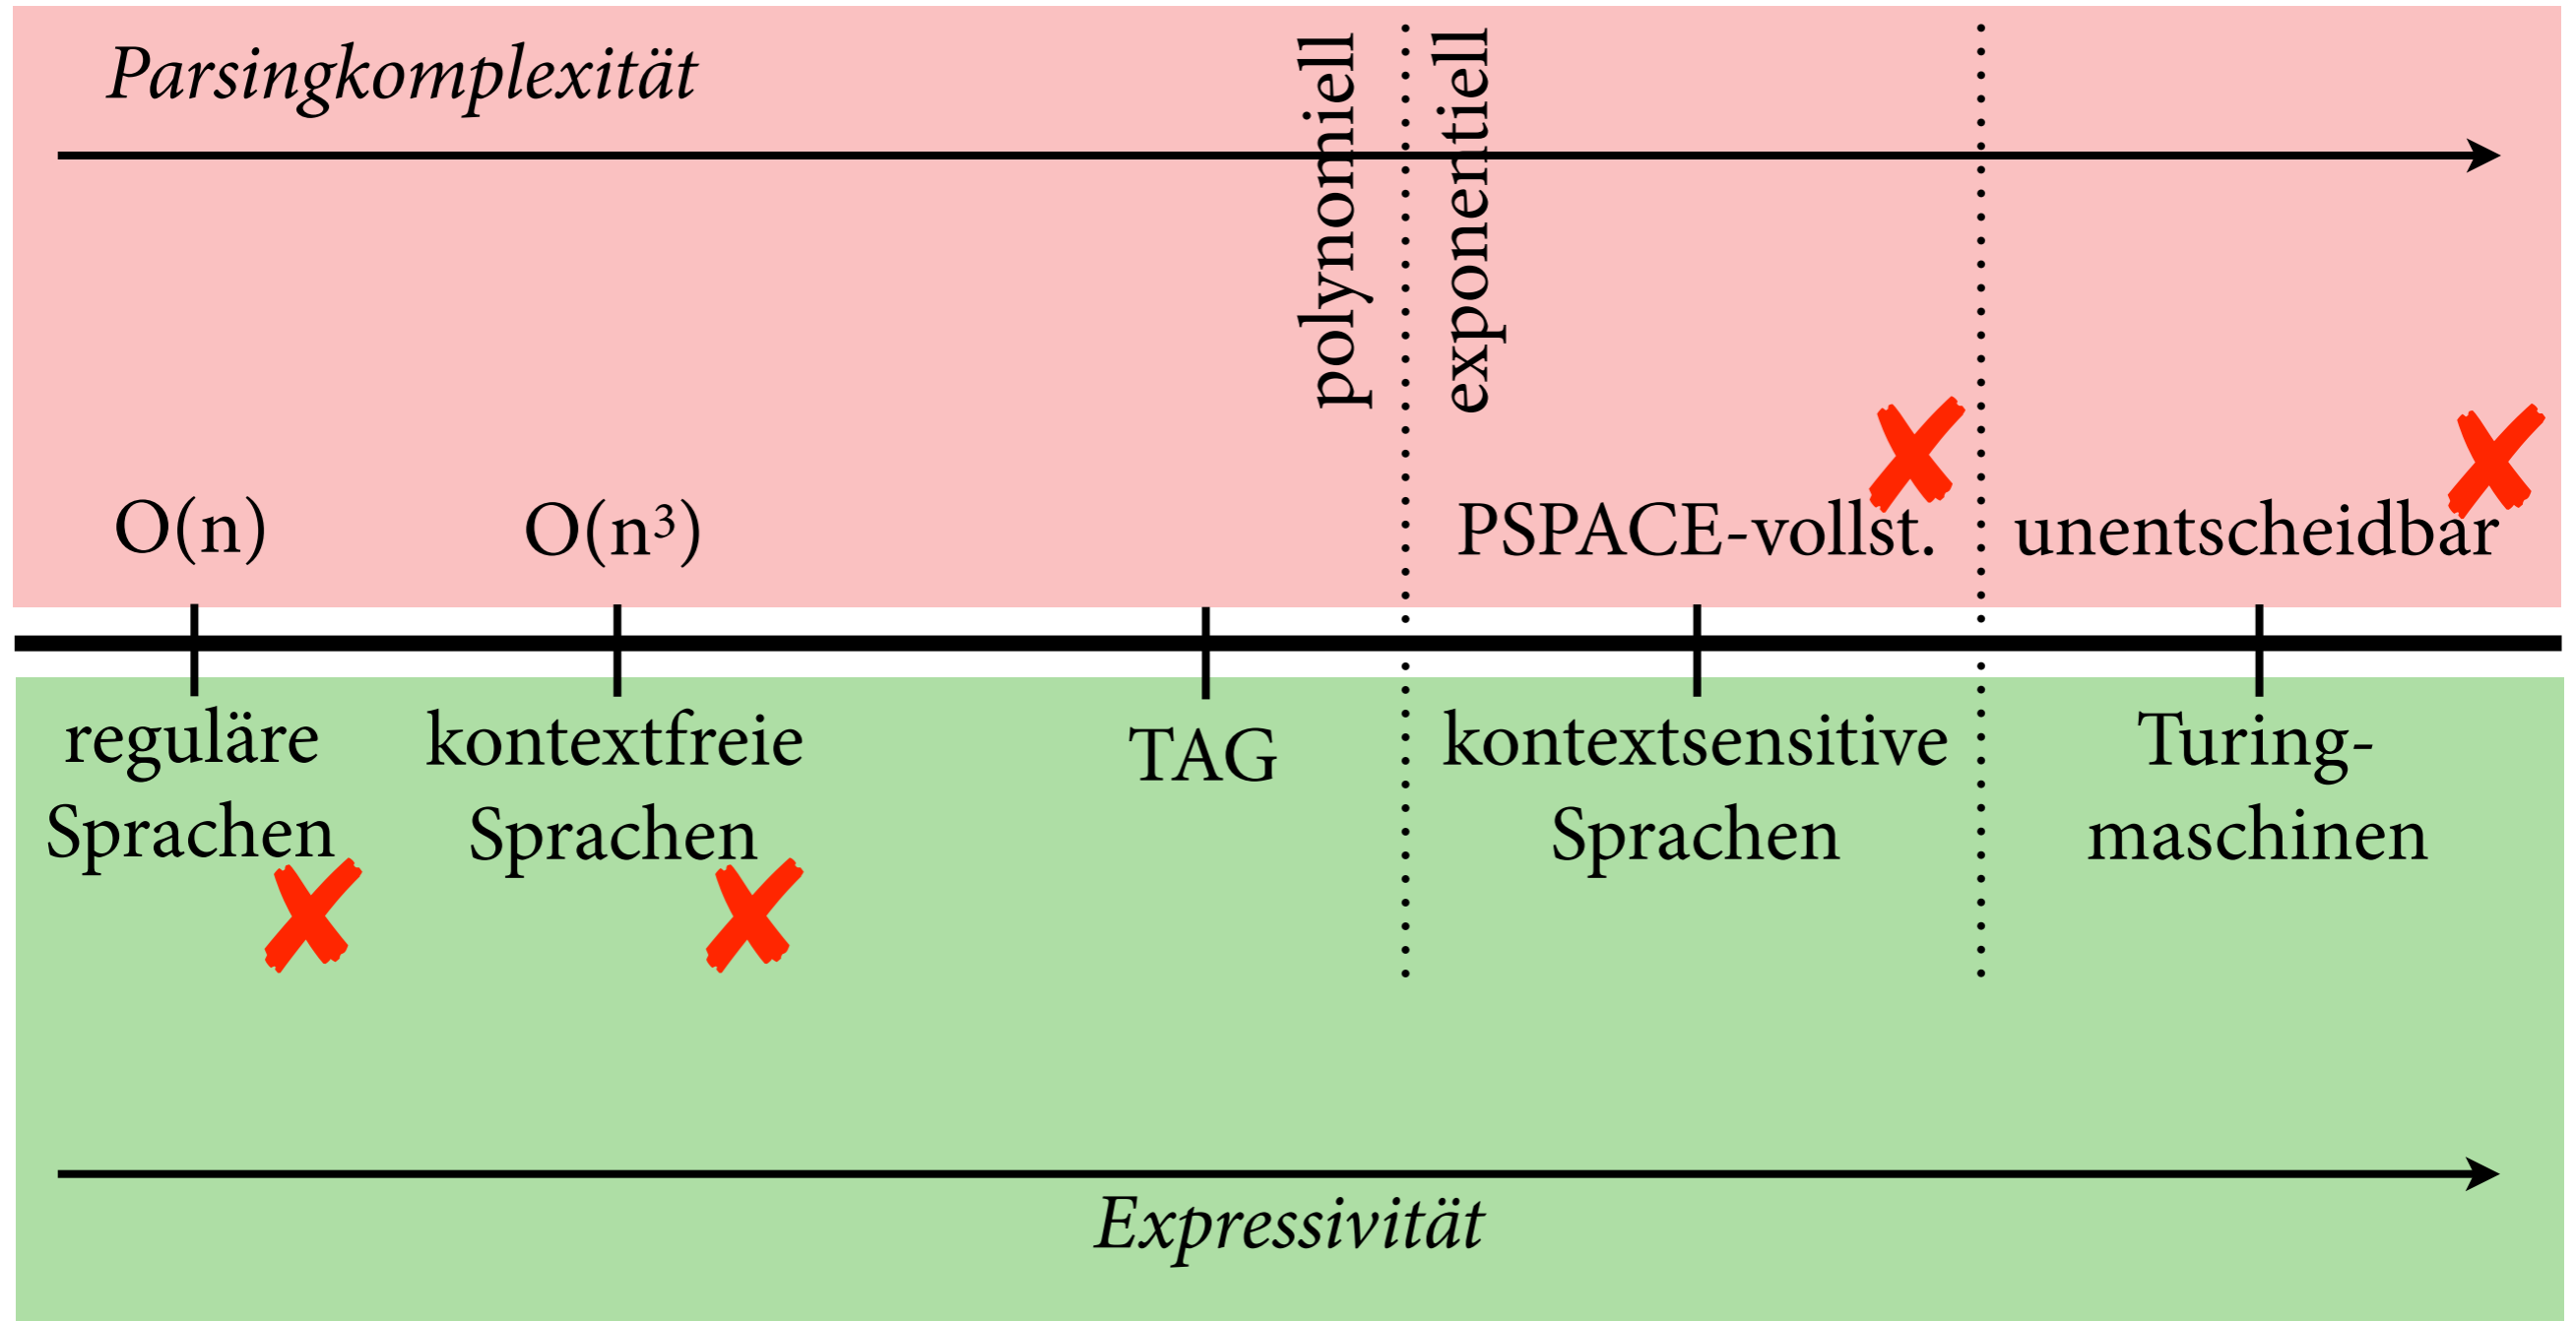 Parsingkomplexität
polynomiell
exponentiell
O(n)
O(n³)
PSPACE-vollst.
unentscheidbar
reguläre
Sprachen
kontextfreie
Sprachen
TAG
kontextsensitive
Sprachen
Turing-
maschinen
Expressivität